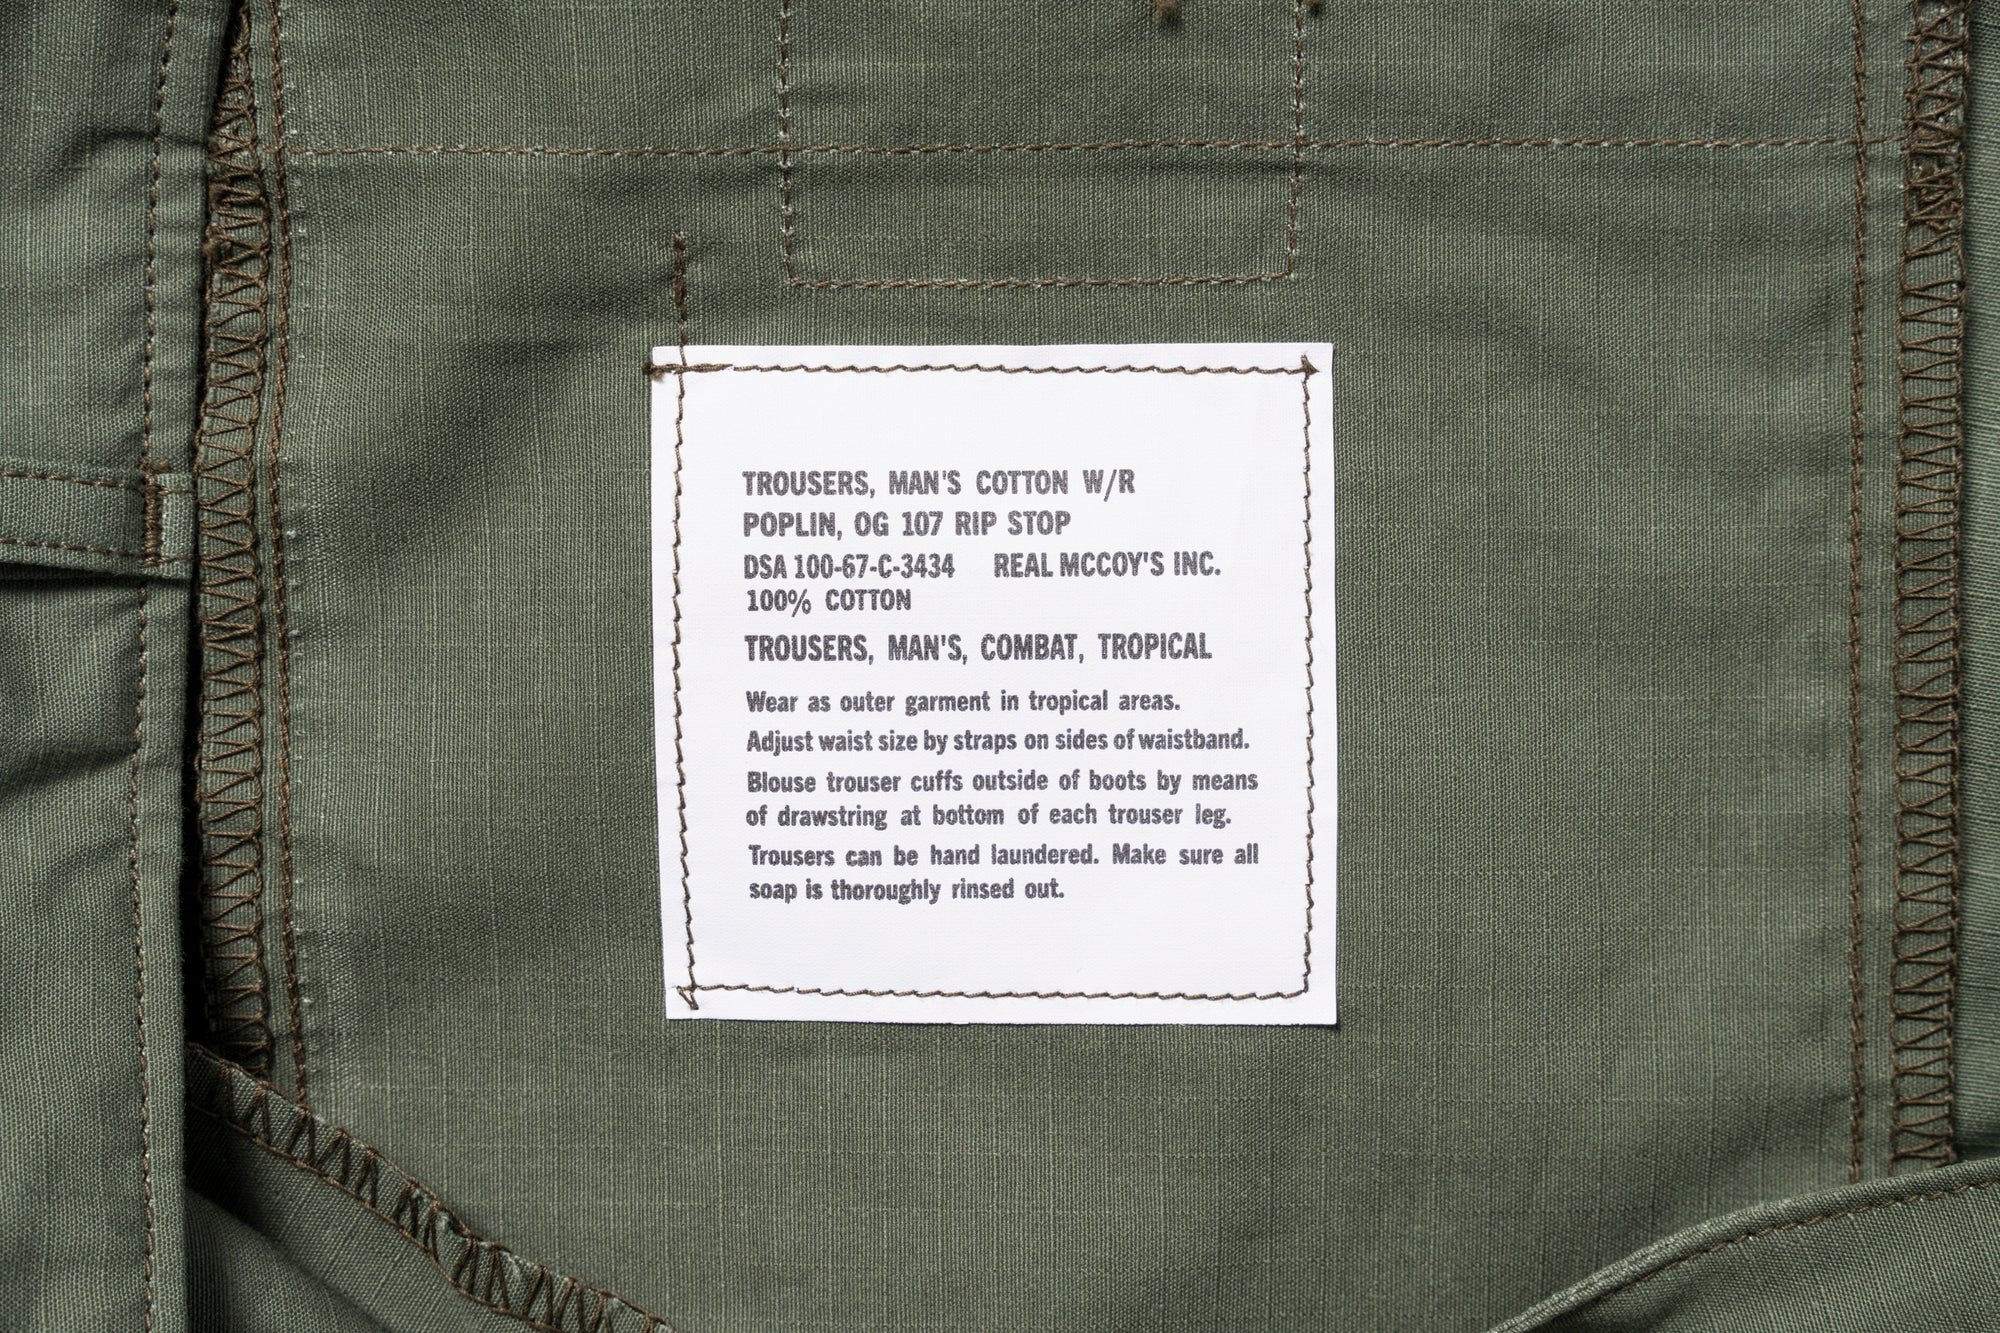 TROUSERS, MAN'S COTTON W/R
POPLIN, OG 107 RIP STOP
DSA 100-67-C-3434 REAL MCCOY'S INC.
100% COTTON
TROUSERS, MAN'S, COMBAT, TROPICAL
Wear as outer garment in tropical areas.
Adjust waist size by straps on sides of waistband.
Blouse trouser cuffs outside of boots by means
of drawstring at bottom of each trouser leg.
Trousers can be hand laundered. Make sure all
soap is thoroughly rinsed out.